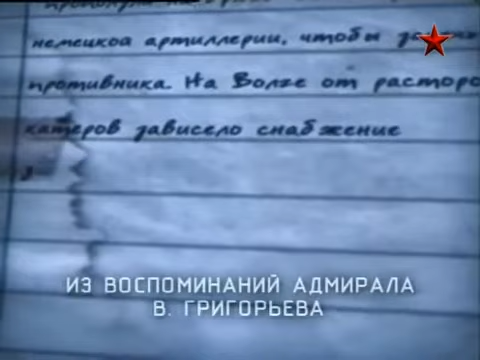 немецкой артиллерии, чтобы
противника. На Волге от
катеров зависело снабжение
ИЗ ВОСПОМИНАНИЙ АДМИРАЛА
В. ГРИГОРЬЕВА